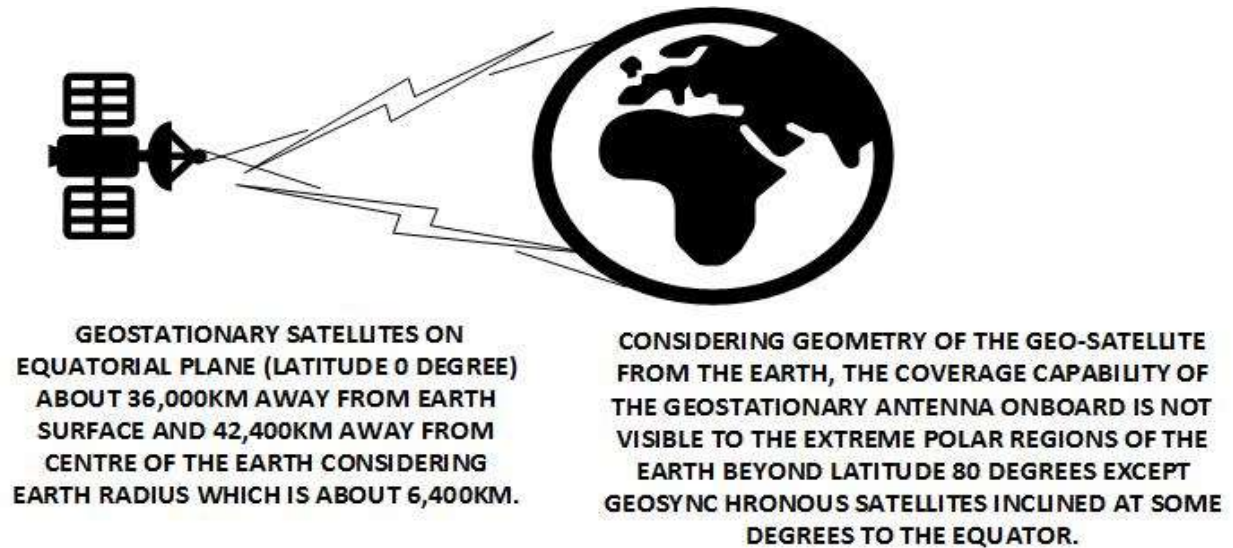 GEOSTATIONARY SATELLITES ON
EQUATORIAL PLANE (LATITUDE 0 DEGREE)
ABOUT 36,000KM AWAY FROM EARTH
SURFACE AND 42,400KM AWAY FROM
CENTRE OF THE EARTH CONSIDERING
EARTH RADIUS WHICH IS ABOUT 6,400KM.
CONSIDERING GEOMETRY OF THE GEO-SATELLITE
FROM THE EARTH, THE COVERAGE CAPABILITY OF
THE GEOSTATIONARY ANTENNA ONBOARD IS NOT
VISIBLE TO THE EXTREME POLAR REGIONS OF THE
EARTH BEYOND LATITUDE 80 DEGREES EXCEPT
GEOSYNC HRONOUS SATELLITES INCLINED AT SOME
DEGREES TO THE EQUATOR.